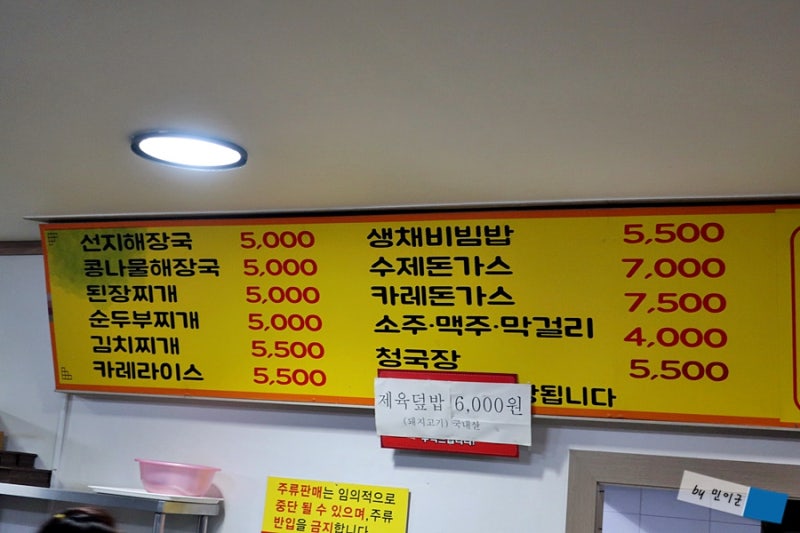 선지해장국 5,000
콩나물해장국 5,000
된장찌개 5,000
순두부찌개 5,000
김치찌개 5,500
카레라이스 5,500
생채비빔밥 5,500
수제돈가스 7,000
카레돈가스 7,500
소주·맥주·막걸리 4,000
청국장 5,500
됩니다
제육덮밥 6,000원
(돼지고기) 국내산
주류판매는 임의적으로
중단 될 수 있으며, 주류
반입을 금지합니다
by 민이군